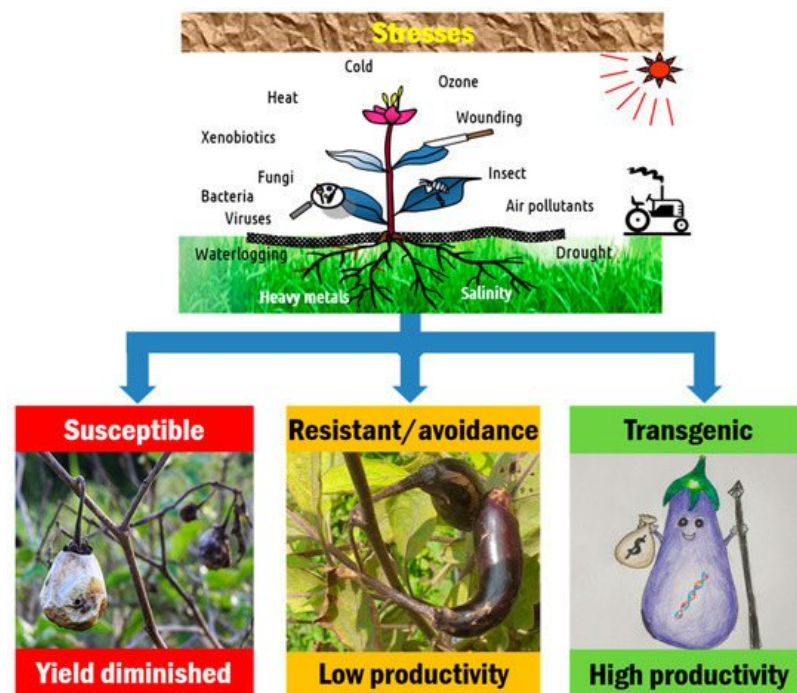 Stresses
Cold
Ozone
Heat
Wounding
Xenobiotics
Fungi
Insect
Bacteria
Air pollutants
Viruses
Waterlogging
Drought
Heavy metals
Salinity
Susceptible
Resistant/avoidance
Transgenic
$
Yield diminished
Low productivity
High productivity